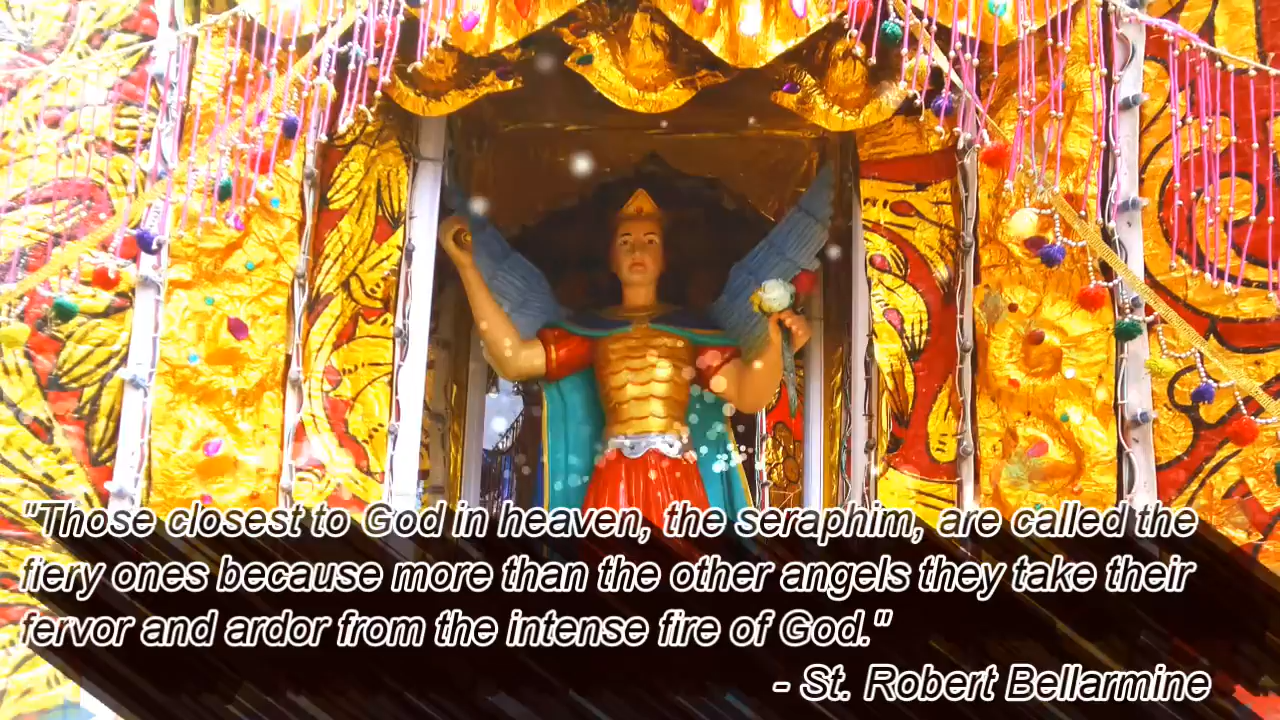 "Those closest to God in heaven, the seraphim, are called the
fiery ones because more than the other angels they take their
fervor and ardor from the intense fire of God."
- St. Robert Bellarmine